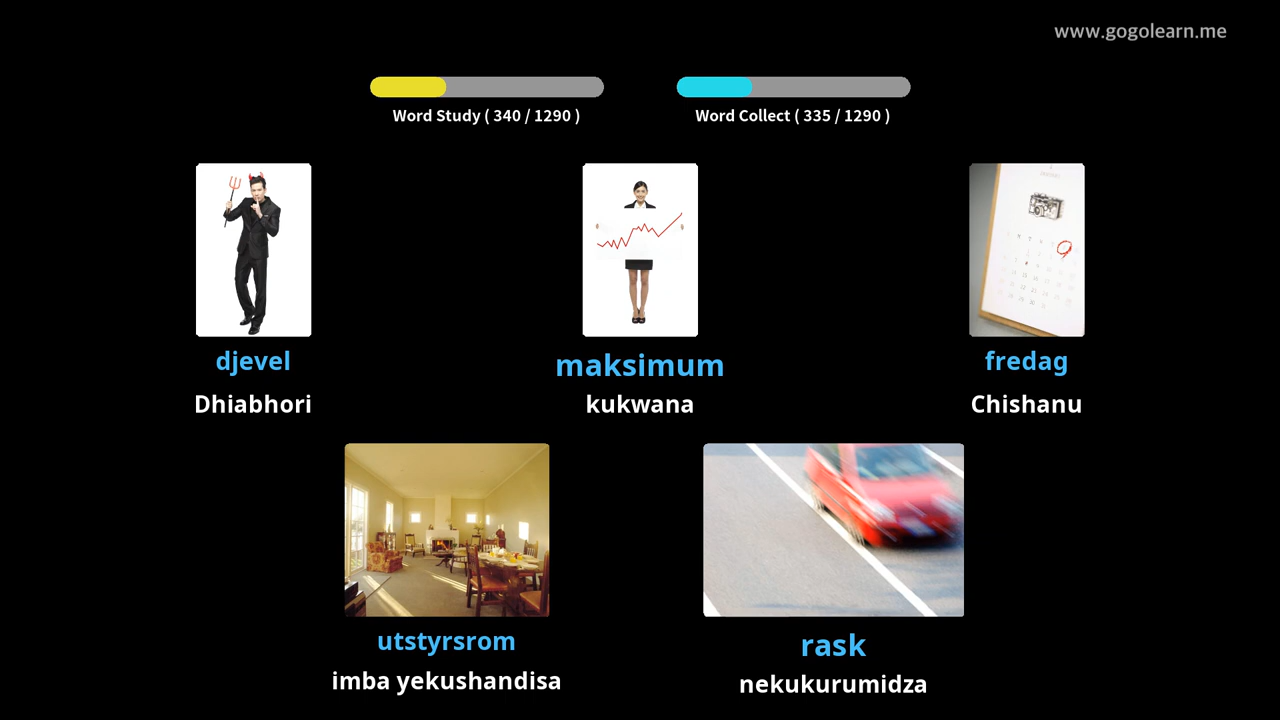 www.gogolearn.me
Word Study ( 340 / 1290 )
Word Collect ( 335 / 1290 )
djevel
maksimum
fredag
Dhiabhori
kukwana
Chishanu
utstyrsrom
rask
imba yekushandisa
nekukurumidza